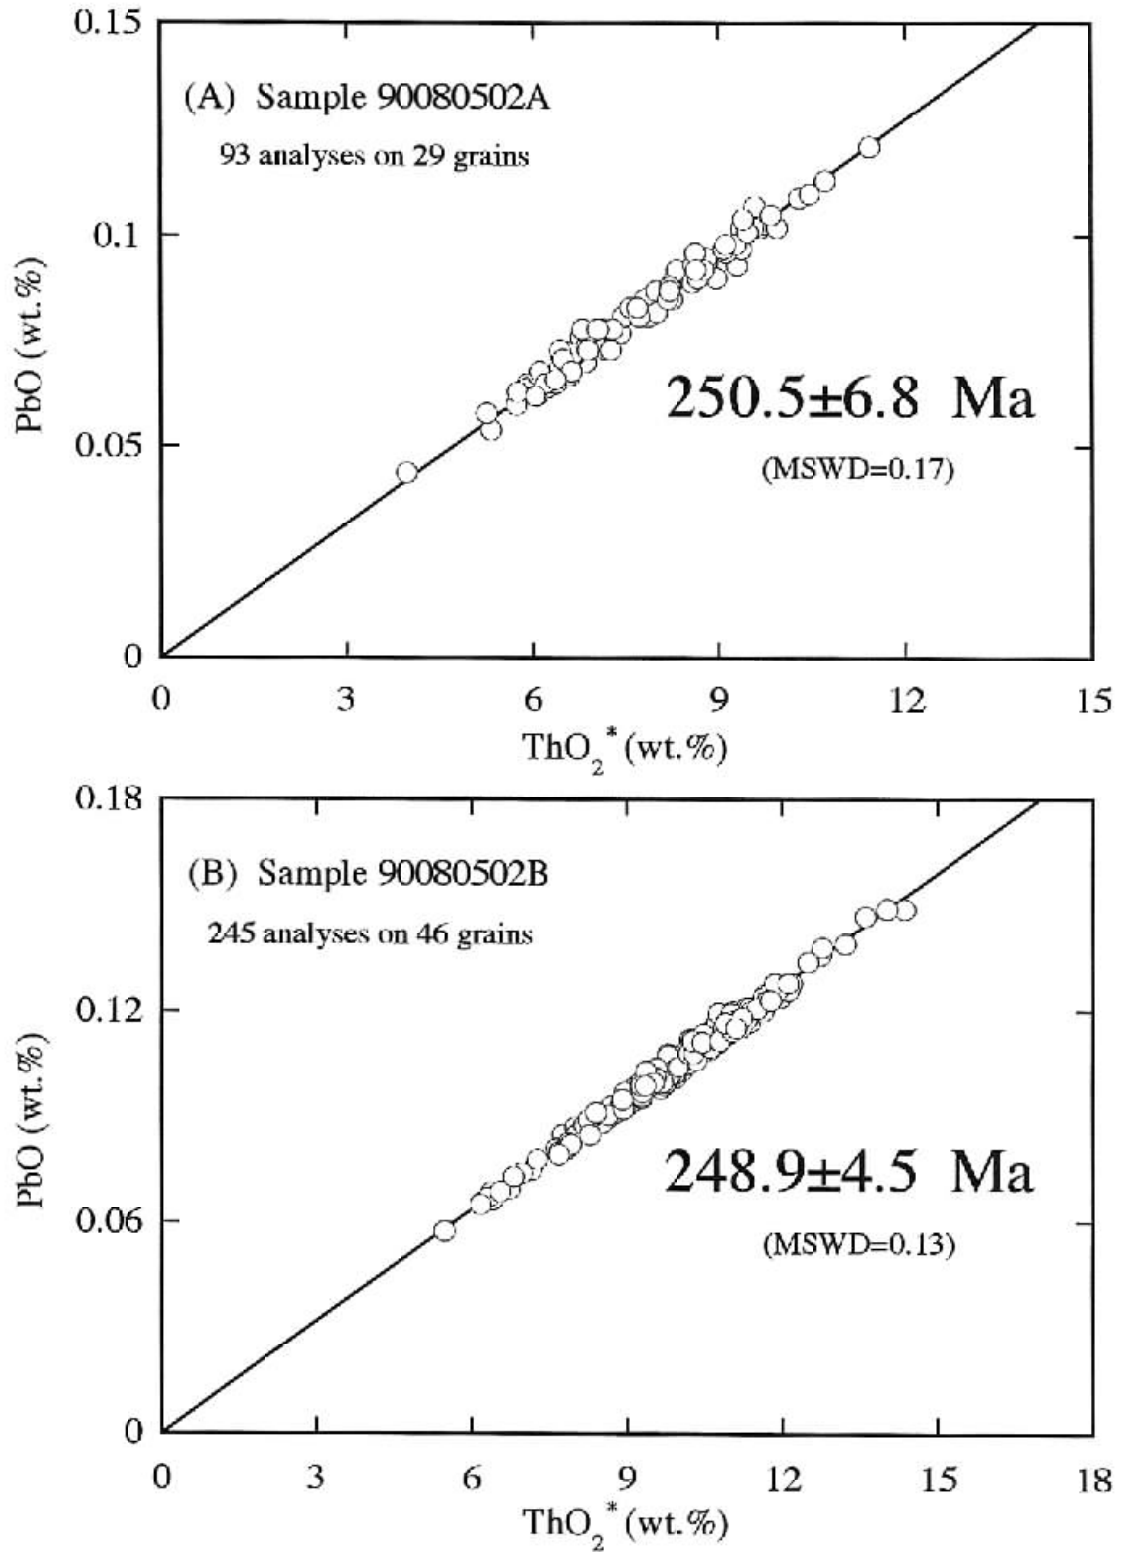 0.15
(A) Sample 90080502A
93 analyses on 29 grains
0.1
PbO (wt.%)
250.5±6.8 Ma
0.05
(MSWD=0.17)
0
0 3 6 9 12 15
ThO2* (wt.%)
0.18
(B) Sample 90080502B
245 analyses on 46 grains
0.12
PbO (wt.%)
248.9±4.5 Ma
0.06
(MSWD=0.13)
0
0 3 6 9 12 15 18
ThO2* (wt.%)